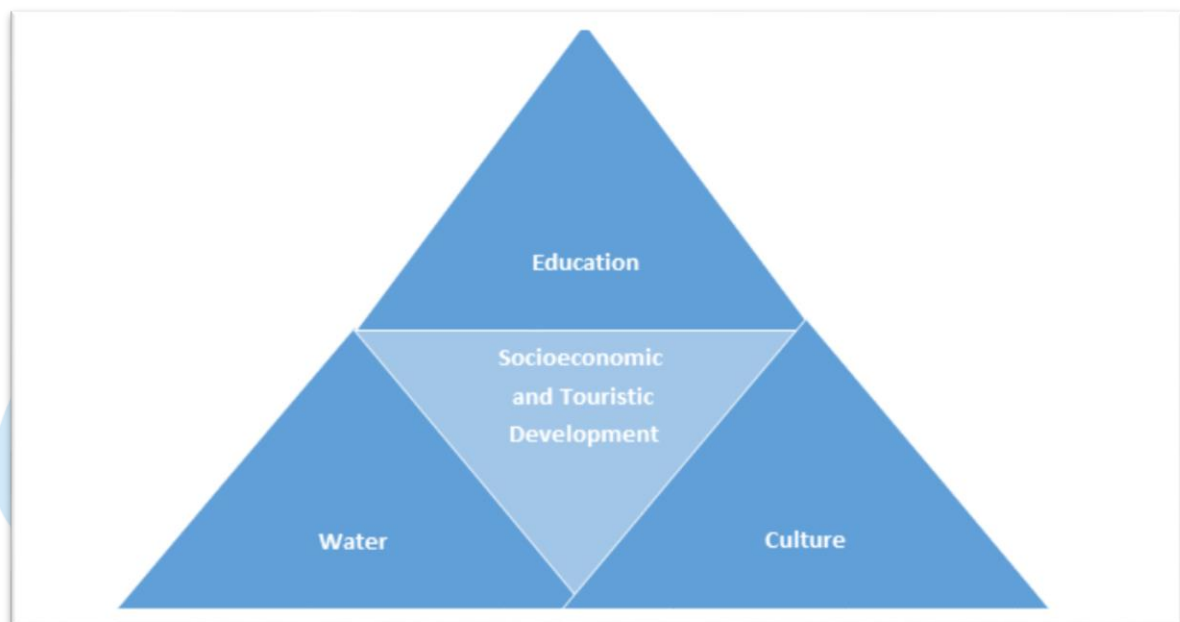 Education
Socioeconomic
and Touristic
Development
Water
Culture